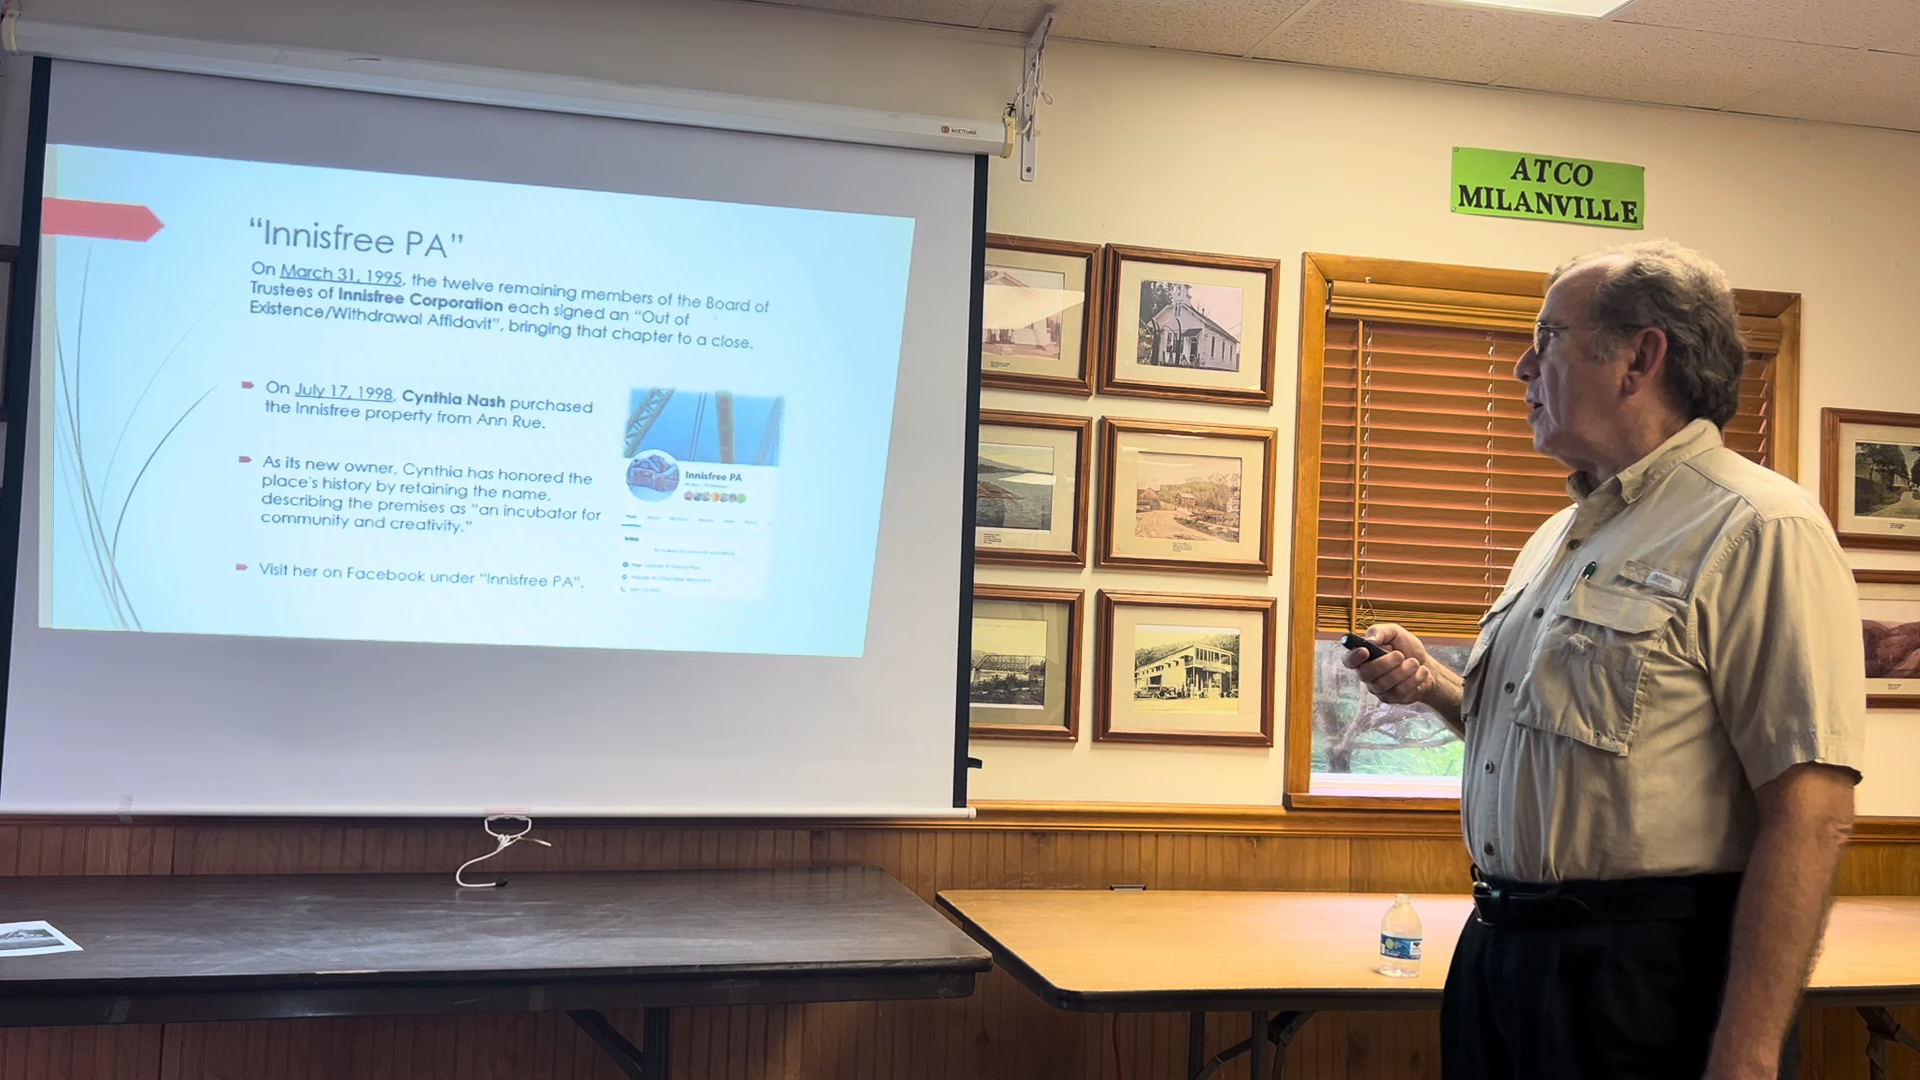 “Innisfree PA”
On March 31, 1995, the twelve remaining members of the Board of
Trustees of Innisfree Corporation each signed an “Out of
Existence/Withdrawal Affidavit”, bringing that chapter to a close.
On July 17, 1998, Cynthia Nash purchased
the Innisfree property from Ann Rue.
As its new owner, Cynthia has honored the
place’s history by retaining the name,
describing the premises as “an incubator for
community and creativity.”
Visit her on Facebook under “Innisfree PA”.
Innisfree PA
ATCO
MILANVILLE